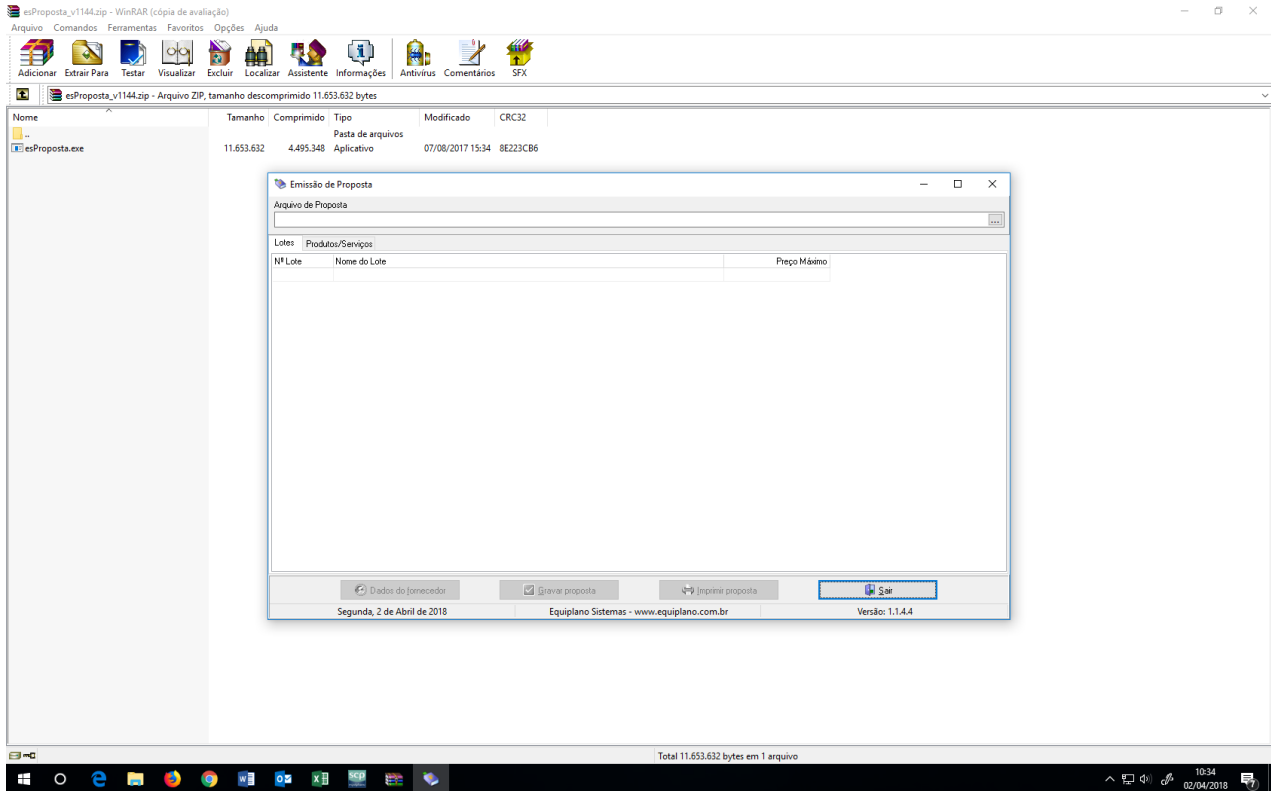 esProposta_v1144.zip - WinRAR (cópia de avaliação)
Arquivo Comandos Ferramentas Favoritos Opções Ajuda
Adicionar Extrair Para Testar Visualizar Excluir Localizar Assistente Informações Antivírus Comentários SFX
esProposta_v1144.zip - Arquivo ZIP, tamanho descomprimido 11.653.632 bytes
Nome Tamanho Comprimido Tipo Modificado CRC32
.. Pasta de arquivos
esProposta.exe 11.653.632 4.495.348 Aplicativo 07/08/2017 15:34 8E223CB6
Emissão de Proposta
Arquivo de Proposta
...
Lotes Produtos/Serviços
Nº Lote Nome do Lote Preço Máximo
Dados do fornecedor Gravar proposta Imprimir proposta Sair
Segunda, 2 de Abril de 2018 Equiplano Sistemas - www.equiplano.com.br Versão: 1.1.4.4
Total 11.653.632 bytes em 1 arquivo
scp
10:34
02/04/2018
7